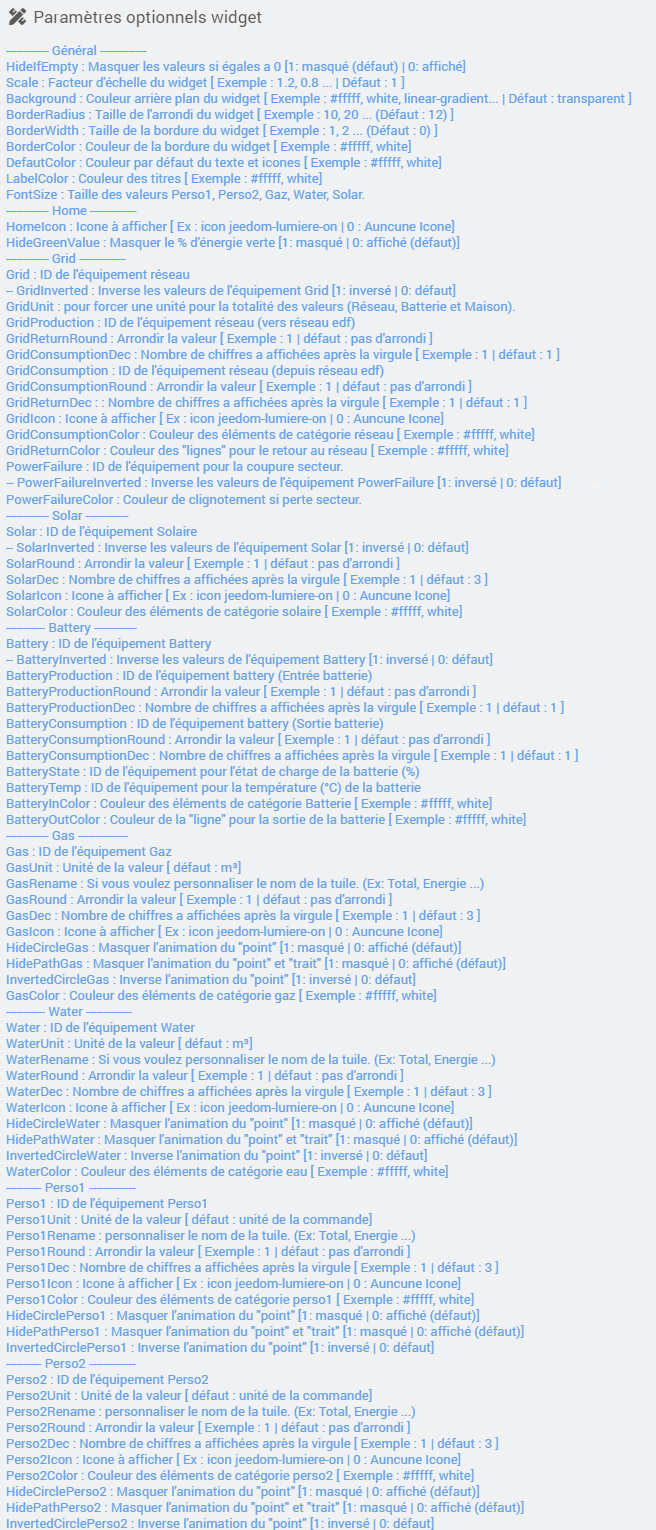 Paramètres optionnels widget
------------ Général -------------
HideIfEmpty : Masquer les valeurs si égales a 0 [1: masqué (défaut) | 0: affiché]
Scale : Facteur d'échelle du widget [ Exemple : 1.2, 0.8 ... | Défaut : 1 ]
Background : Couleur arrière plan du widget [ Exemple : #fffff, white, linear-gradient... | Défaut : transparent ]
BorderRadius : Taille de l'arrondi du widget [ Exemple : 10, 20 ... (Défaut : 12) ]
BorderWidth : Taille de la bordure du widget [ Exemple : 1, 2 ... (Défaut : 0) ]
BorderColor : Couleur de la bordure du widget [ Exemple : #fffff, white]
DefautColor : Couleur par défaut du texte et icones [ Exemple : #fffff, white]
LabelColor : Couleur des titres [ Exemple : #fffff, white]
FontSize : Taille des valeurs Perso1, Perso2, Gaz, Water, Solar.
------------ Home -------------
HomeIcon : Icone à afficher [ Ex : icon jeedom-lumiere-on | 0 : Auncune Icone]
HideGreenValue : Masquer le % d'énergie verte [1: masqué | 0: affiché (défaut)]
------------ Grid -------------
Grid : ID de l'équipement réseau
-- GridInverted : Inverse les valeurs de l'équipement Grid [1: inversé | 0: défaut]
GridUnit : pour forcer une unité pour la totalité des valeurs (Réseau, Batterie et Maison).
GridProduction : ID de l'équipement réseau (vers réseau edf)
GridReturnRound : Arrondir la valeur [ Exemple : 1 | défaut : pas d'arrondi ]
GridConsumptionDec : Nombre de chiffres a affichées après la virgule [ Exemple : 1 | défaut : 1 ]
GridConsumption : ID de l'équipement réseau (depuis réseau edf)
GridConsumptionRound : Arrondir la valeur [ Exemple : 1 | défaut : pas d'arrondi ]
GridReturnDec : : Nombre de chiffres a affichées après la virgule [ Exemple : 1 | défaut : 1 ]
GridIcon : Icone à afficher [ Ex : icon jeedom-lumiere-on | 0 : Auncune Icone]
GridConsumptionColor : Couleur des éléments de catégorie réseau [ Exemple : #fffff, white]
GridReturnColor : Couleur des "lignes" pour le retour au réseau [ Exemple : #fffff, white]
PowerFailure : ID de l'équipement pour la coupure secteur.
-- PowerFailureInverted : Inverse les valeurs de l'équipement PowerFailure [1: inversé | 0: défaut]
PowerFailureColor : Couleur de clignotement si perte secteur.
------------ Solar ------------
Solar : ID de l'équipement Solaire
-- SolarInverted : Inverse les valeurs de l'équipement Solar [1: inversé | 0: défaut]
SolarRound : Arrondir la valeur [ Exemple : 1 | défaut : pas d'arrondi ]
SolarDec : Nombre de chiffres a affichées après la virgule [ Exemple : 1 | défaut : 3 ]
SolarIcon : Icone à afficher [ Ex : icon jeedom-lumiere-on | 0 : Auncune Icone]
SolarColor : Couleur des éléments de catégorie solaire [ Exemple : #fffff, white]
----------- Battery ------------
Battery : ID de l'équipement Battery
-- BatteryInverted : Inverse les valeurs de l'équipement Battery [1: inversé | 0: défaut]
BatteryProduction : ID de l'équipement battery (Entrée batterie)
BatteryProductionRound : Arrondir la valeur [ Exemple : 1 | défaut : pas d'arrondi ]
BatteryProductionDec : Nombre de chiffres a affichées après la virgule [ Exemple : 1 | défaut : 1 ]
BatteryConsumption : ID de l'équipement battery (Sortie batterie)
BatteryConsumptionRound : Arrondir la valeur [ Exemple : 1 | défaut : pas d'arrondi ]
BatteryConsumptionDec : Nombre de chiffres a affichées après la virgule [ Exemple : 1 | défaut : 1 ]
BatteryState : ID de l'équipement pour l'état de charge de la batterie (%)
BatteryTemp : ID de l'équipement pour la température (°C) de la batterie
BatteryInColor : Couleur des éléments de catégorie Batterie [ Exemple : #fffff, white]
BatteryOutColor : Couleur de la "ligne" pour la sortie de la batterie [ Exemple : #fffff, white]
------------ Gas --------------
Gas : ID de l'équipement Gaz
GasUnit : Unité de la valeur [ défaut : m³]
GasRename : Si vous voulez personnaliser le nom de la tuile. (Ex: Total, Energie ...)
GasRound : Arrondir la valeur [ Exemple : 1 | défaut : pas d'arrondi ]
GasDec : Nombre de chiffres a affichées après la virgule [ Exemple : 1 | défaut : 3 ]
GasIcon : Icone à afficher [ Ex : icon jeedom-lumiere-on | 0 : Auncune Icone]
HideCircleGas : Masquer l'animation du "point" [1: masqué | 0: affiché (défaut)]
HidePathGas : Masquer l'animation du "point" et "trait" [1: masqué | 0: affiché (défaut)]
InvertedCircleGas : Inverse l'animation du "point" [1: inversé | 0: défaut]
GasColor : Couleur des éléments de catégorie gaz [ Exemple : #fffff, white]
----------- Water -------------
Water : ID de l'équipement Water
WaterUnit : Unité de la valeur [ défaut : m³]
WaterRename : Si vous voulez personnaliser le nom de la tuile. (Ex: Total, Energie ...)
WaterRound : Arrondir la valeur [ Exemple : 1 | défaut : pas d'arrondi ]
WaterDec : Nombre de chiffres a affichées après la virgule [ Exemple : 1 | défaut : 3 ]
WaterIcon : Icone à afficher [ Ex : icon jeedom-lumiere-on | 0 : Auncune Icone]
HideCircleWater : Masquer l'animation du "point" [1: masqué | 0: affiché (défaut)]
HidePathWater : Masquer l'animation du "point" et "trait" [1: masqué | 0: affiché (défaut)]
InvertedCircleWater : Inverse l'animation du "point" [1: inversé | 0: défaut]
WaterColor : Couleur des éléments de catégorie eau [ Exemple : #fffff, white]
---------- Perso1 -------------
Perso1 : ID de l'équipement Perso1
Perso1Unit : Unité de la valeur [ défaut : unité de la commande]
Perso1Rename : personnaliser le nom de la tuile. (Ex: Total, Energie ...)
Perso1Round : Arrondir la valeur [ Exemple : 1 | défaut : pas d'arrondi ]
Perso1Dec : Nombre de chiffres a affichées après la virgule [ Exemple : 1 | défaut : 3 ]
Perso1Icon : Icone à afficher [ Ex : icon jeedom-lumiere-on | 0 : Auncune Icone]
Perso1Color : Couleur des éléments de catégorie perso1 [ Exemple : #fffff, white]
HideCirclePerso1 : Masquer l'animation du "point" [1: masqué | 0: affiché (défaut)]
HidePathPerso1 : Masquer l'animation du "point" et "trait" [1: masqué | 0: affiché (défaut)]
InvertedCirclePerso1 : Inverse l'animation du "point" [1: inversé | 0: défaut]
---------- Perso2 -------------
Perso2 : ID de l'équipement Perso2
Perso2Unit : Unité de la valeur [ défaut : unité de la commande]
Perso2Rename : personnaliser le nom de la tuile. (Ex: Total, Energie ...)
Perso2Round : Arrondir la valeur [ Exemple : 1 | défaut : pas d'arrondi ]
Perso2Dec : Nombre de chiffres a affichées après la virgule [ Exemple : 1 | défaut : 3 ]
Perso2Icon : Icone à afficher [ Ex : icon jeedom-lumiere-on | 0 : Auncune Icone]
Perso2Color : Couleur des éléments de catégorie perso2 [ Exemple : #fffff, white]
HideCirclePerso2 : Masquer l'animation du "point" [1: masqué | 0: affiché (défaut)]
HidePathPerso2 : Masquer l'animation du "point" et "trait" [1: masqué | 0: affiché (défaut)]
InvertedCirclePerso2 : Inverse l'animation du "point" [1: inversé | 0: défaut]